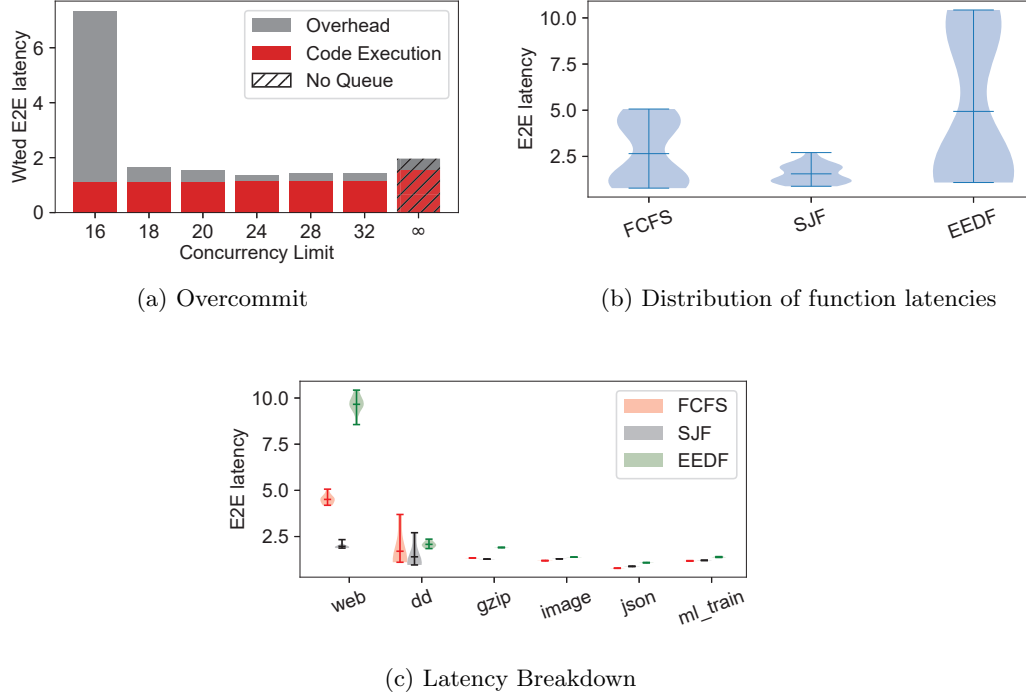 Wted E2E latency
6
4
2
0
Overhead
Code Execution
No Queue
16 18 20 24 28 32 ∞
Concurrency Limit
(a) Overcommit
E2E latency
10.0
7.5
5.0
2.5
FCFS SJF EEDF
(b) Distribution of function latencies
E2E latency
10.0
7.5
5.0
2.5
FCFS
SJF
EEDF
web dd gzip image json ml_train
(c) Latency Breakdown